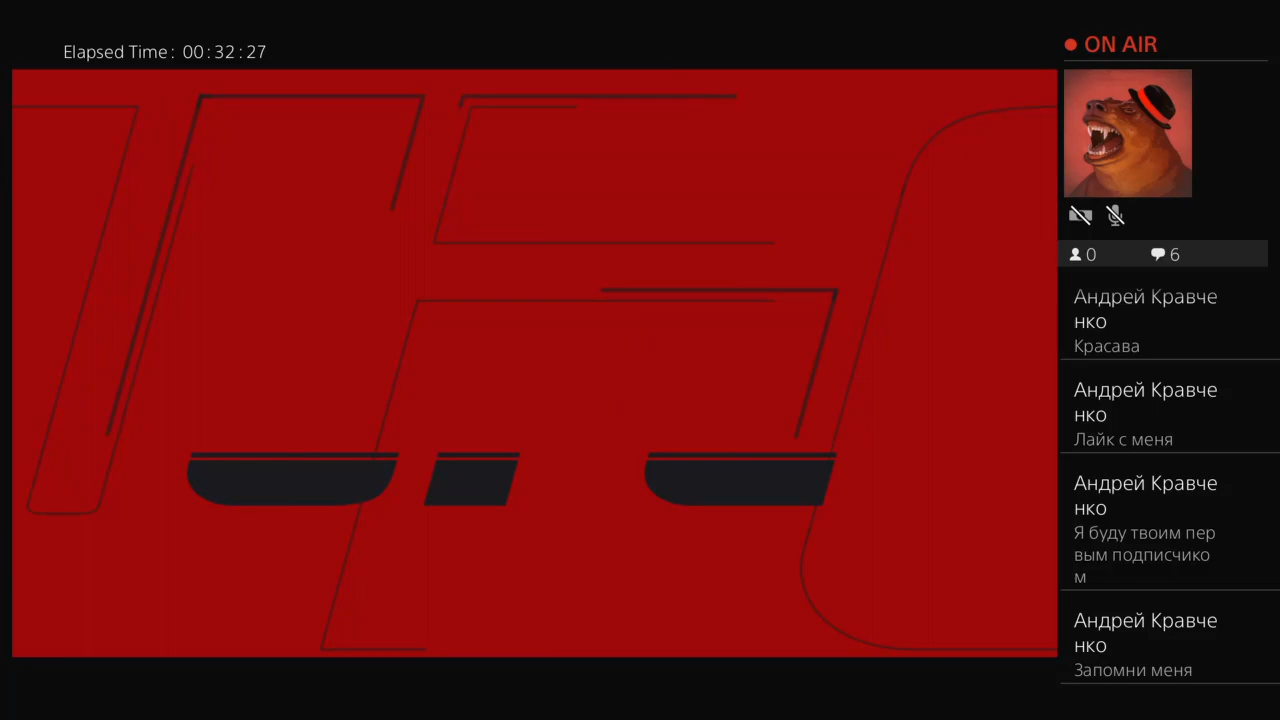 Elapsed Time: 00:32:27
ON AIR
0
6
Андрей Кравче
нко
Красава
Андрей Кравче
нко
Лайк с меня
Андрей Кравче
нко
Я буду твоим пер
вым подписчико
м
Андрей Кравче
нко
Запомни меня